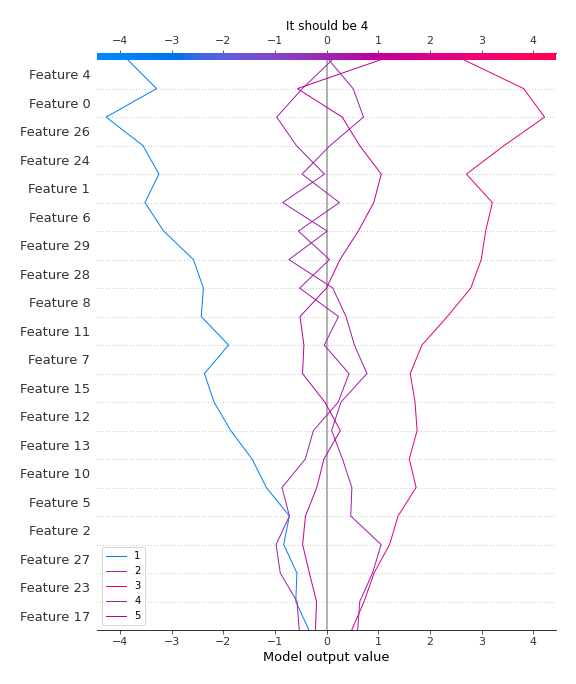 It should be 4
−4 −3 −2 −1 0 1 2 3 4
Feature 4
Feature 0
Feature 26
Feature 24
Feature 1
Feature 6
Feature 29
Feature 28
Feature 8
Feature 11
Feature 7
Feature 15
Feature 12
Feature 13
Feature 10
Feature 5
Feature 2
Feature 27
Feature 23
Feature 17
1
2
3
4
5
−4 −3 −2 −1 0 1 2 3 4
Model output value